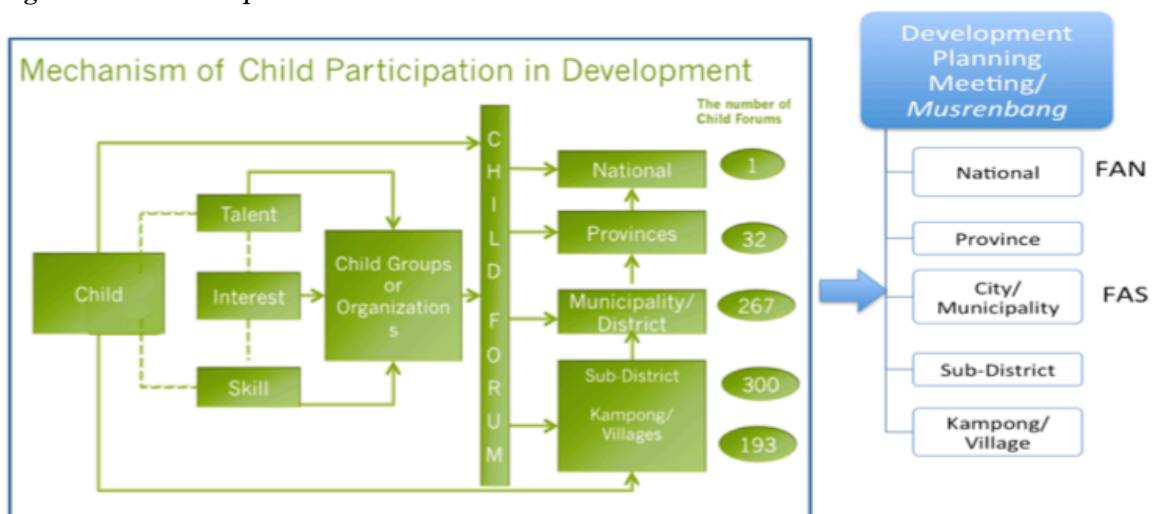 Mechanism of Child Participation in Development
The number of
Child Forums
Child
Talent
Interest
Skill
Child Groups
or
Organization
s
C
H
I
L
D
F
O
R
U
M
National
1
Provinces
32
Municipality/
District
267
Sub-District
300
Kampong/
Villages
193
Development
Planning
Meeting/
Musrenbang
National
FAN
Province
City/
Municipality
FAS
Sub-District
Kampong/
Village